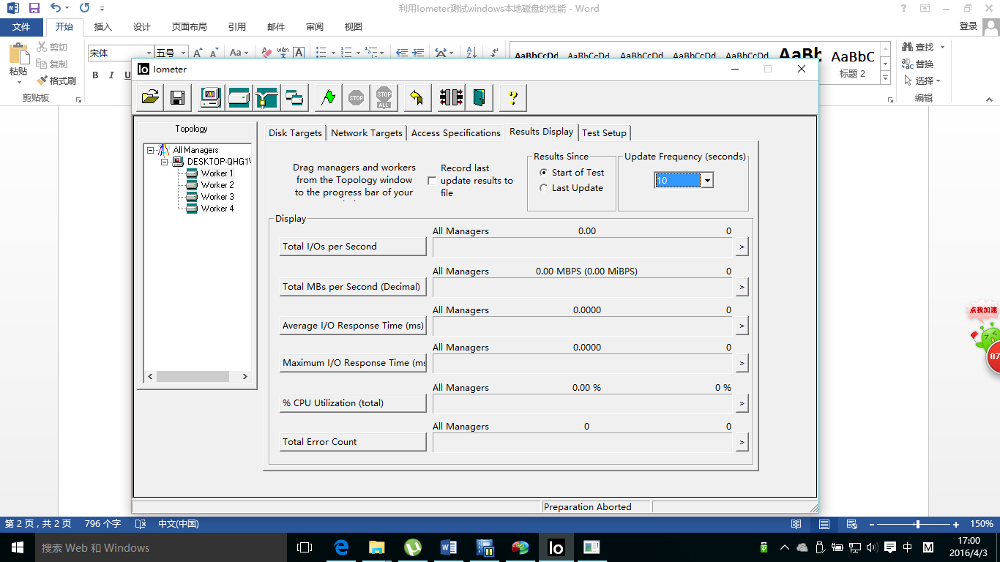 利用Iometer测试windows本地磁盘的性能 - Word
文件 开始 插入 设计 页面布局 引用 邮件 审阅 视图 登录
粘贴 剪切 复制 格式刷
剪贴板
宋体 五号
B I U
AaBbCcDd AaBbCcDd AaBbCcDd AaBbCcDd AaBbCcDd AaBb AaBbC
标题 2
查找
替换
选择
编辑
Iometer
STOP
STOP ALL
Topology
All Managers
DESKTOP-QHG1
Worker 1
Worker 2
Worker 3
Worker 4
Disk Targets Network Targets Access Specifications Results Display Test Setup
Drag managers and workers
from the Topology window
to the progress bar of your
Record last
update results to
file
Results Since
Start of Test
Last Update
Update Frequency (seconds)
10
Display
All Managers 0.00 0
Total I/Os per Second >
All Managers 0.00 MBPS (0.00 MiBPS) 0
Total MBs per Second (Decimal) >
All Managers 0.0000 0
Average I/O Response Time (ms) >
All Managers 0.0000 0
Maximum I/O Response Time (ms >
All Managers 0.00 % 0 %
% CPU Utilization (total) >
All Managers 0 0
Total Error Count >
Preparation Aborted
点我加速
87
第 2 页，共 2 页 796 个字 中文(中国) 150%
搜索 Web 和 Windows
中 M
17:00
2016/4/3